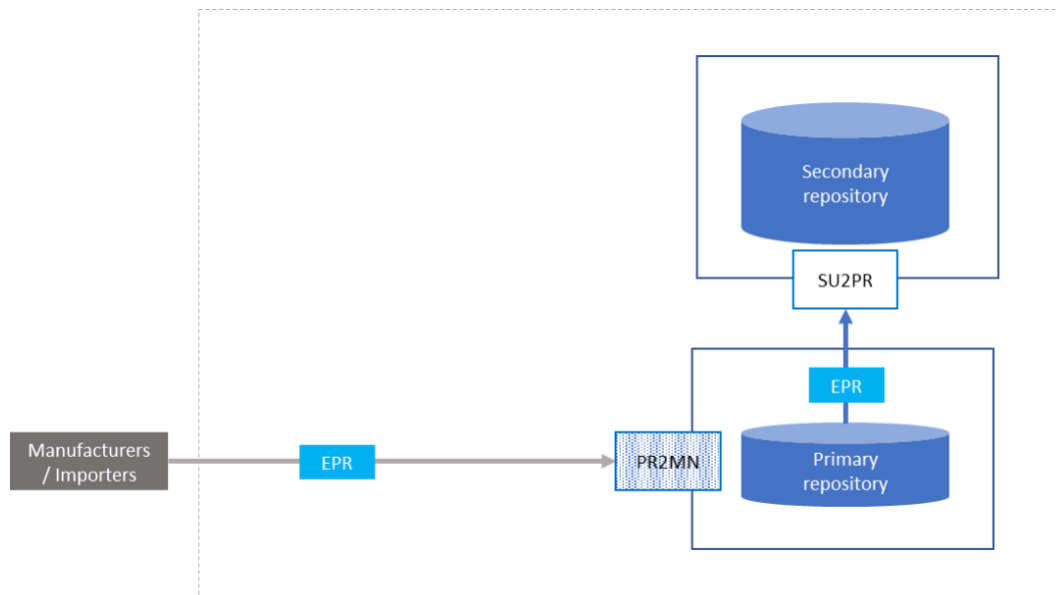 Secondary
repository
SU2PR
EPR
Manufacturers
/ Importers
EPR
PR2MN
Primary
repository